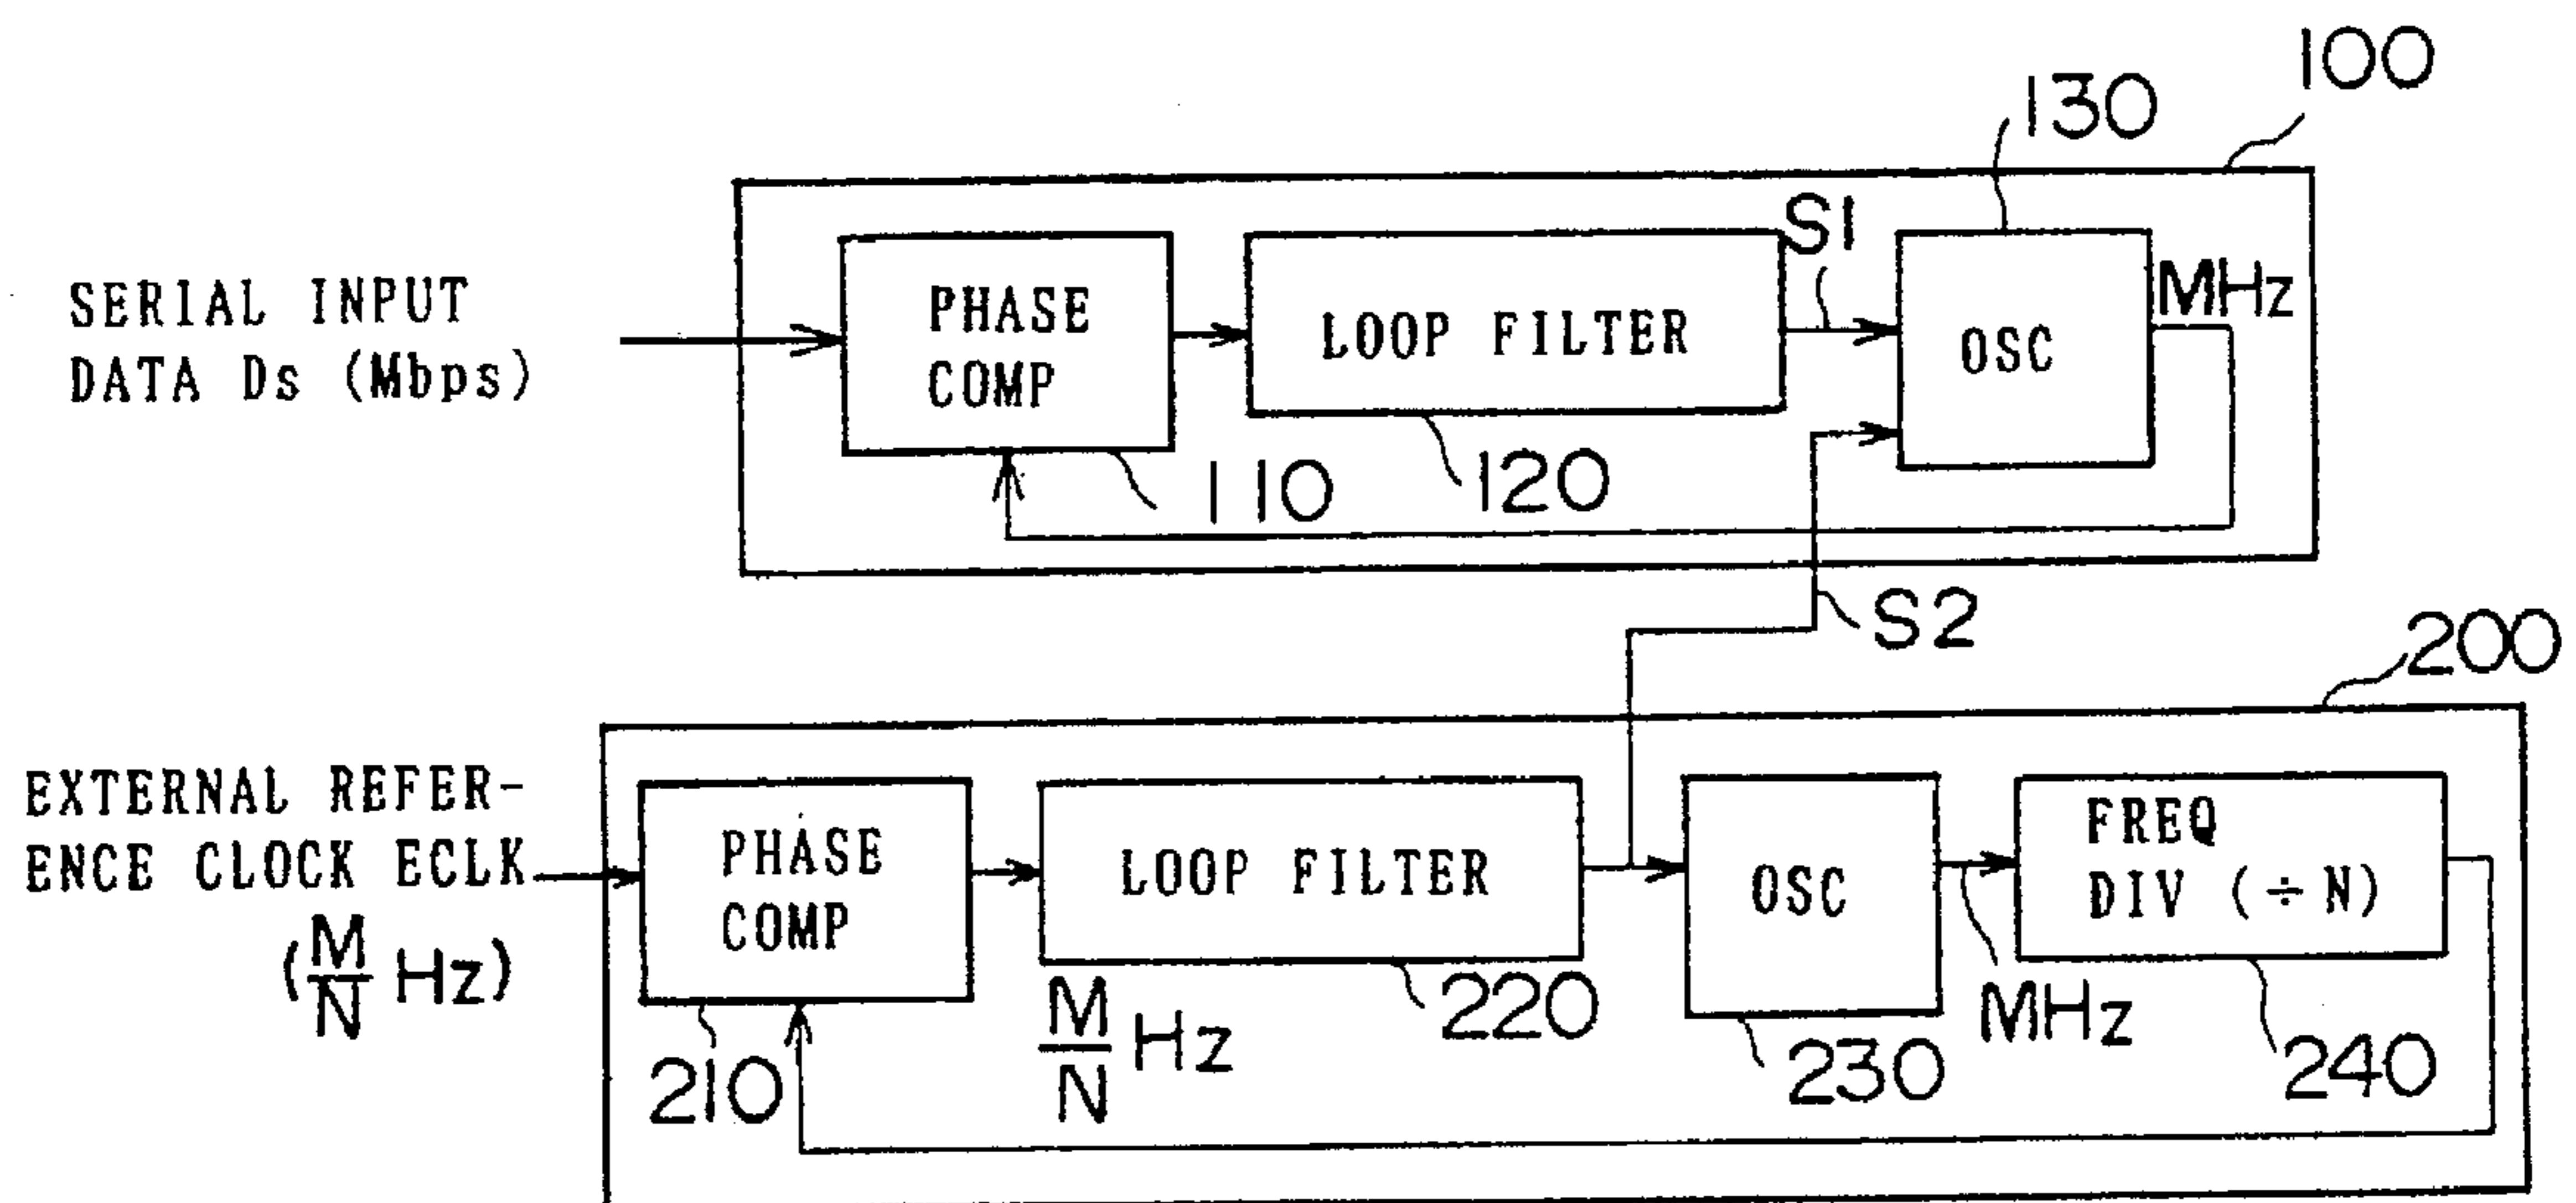 100
130
S1
SERIAL INPUT
DATA Ds (Mbps)
PHASE
COMP
LOOP FILTER
OSC
MHz
110
120
S2
200
EXTERNAL REFER-
ENCE CLOCK ECLK
(M/N Hz)
PHASE
COMP
LOOP FILTER
OSC
FREQ
DIV (÷N)
210
M/N Hz
220
230
MHz
240